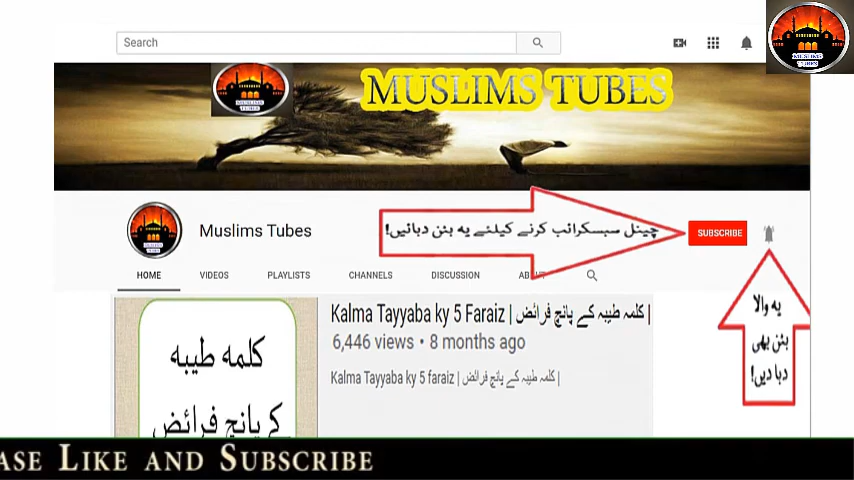 Search
MUSLIMS TUBES
MUSLIMS TUBES
Muslims Tubes
چینل سبسکرائب کرنے کیلئے یہ بٹن دبائیں!
SUBSCRIBE
HOME VIDEOS PLAYLISTS CHANNELS DISCUSSION
یہ والا
بٹن بھی
دبا دیں!
کلمہ طیبہ
کے پانچ فرائض
Kalma Tayyaba ky 5 Faraiz | کلمہ طیبہ کے پانچ فرائض |
6,446 views • 8 months ago
Kalma Tayyaba ky 5 faraiz | کلمہ طیبہ کے پانچ فرائض |
LIKE AND SUBSCRIBE